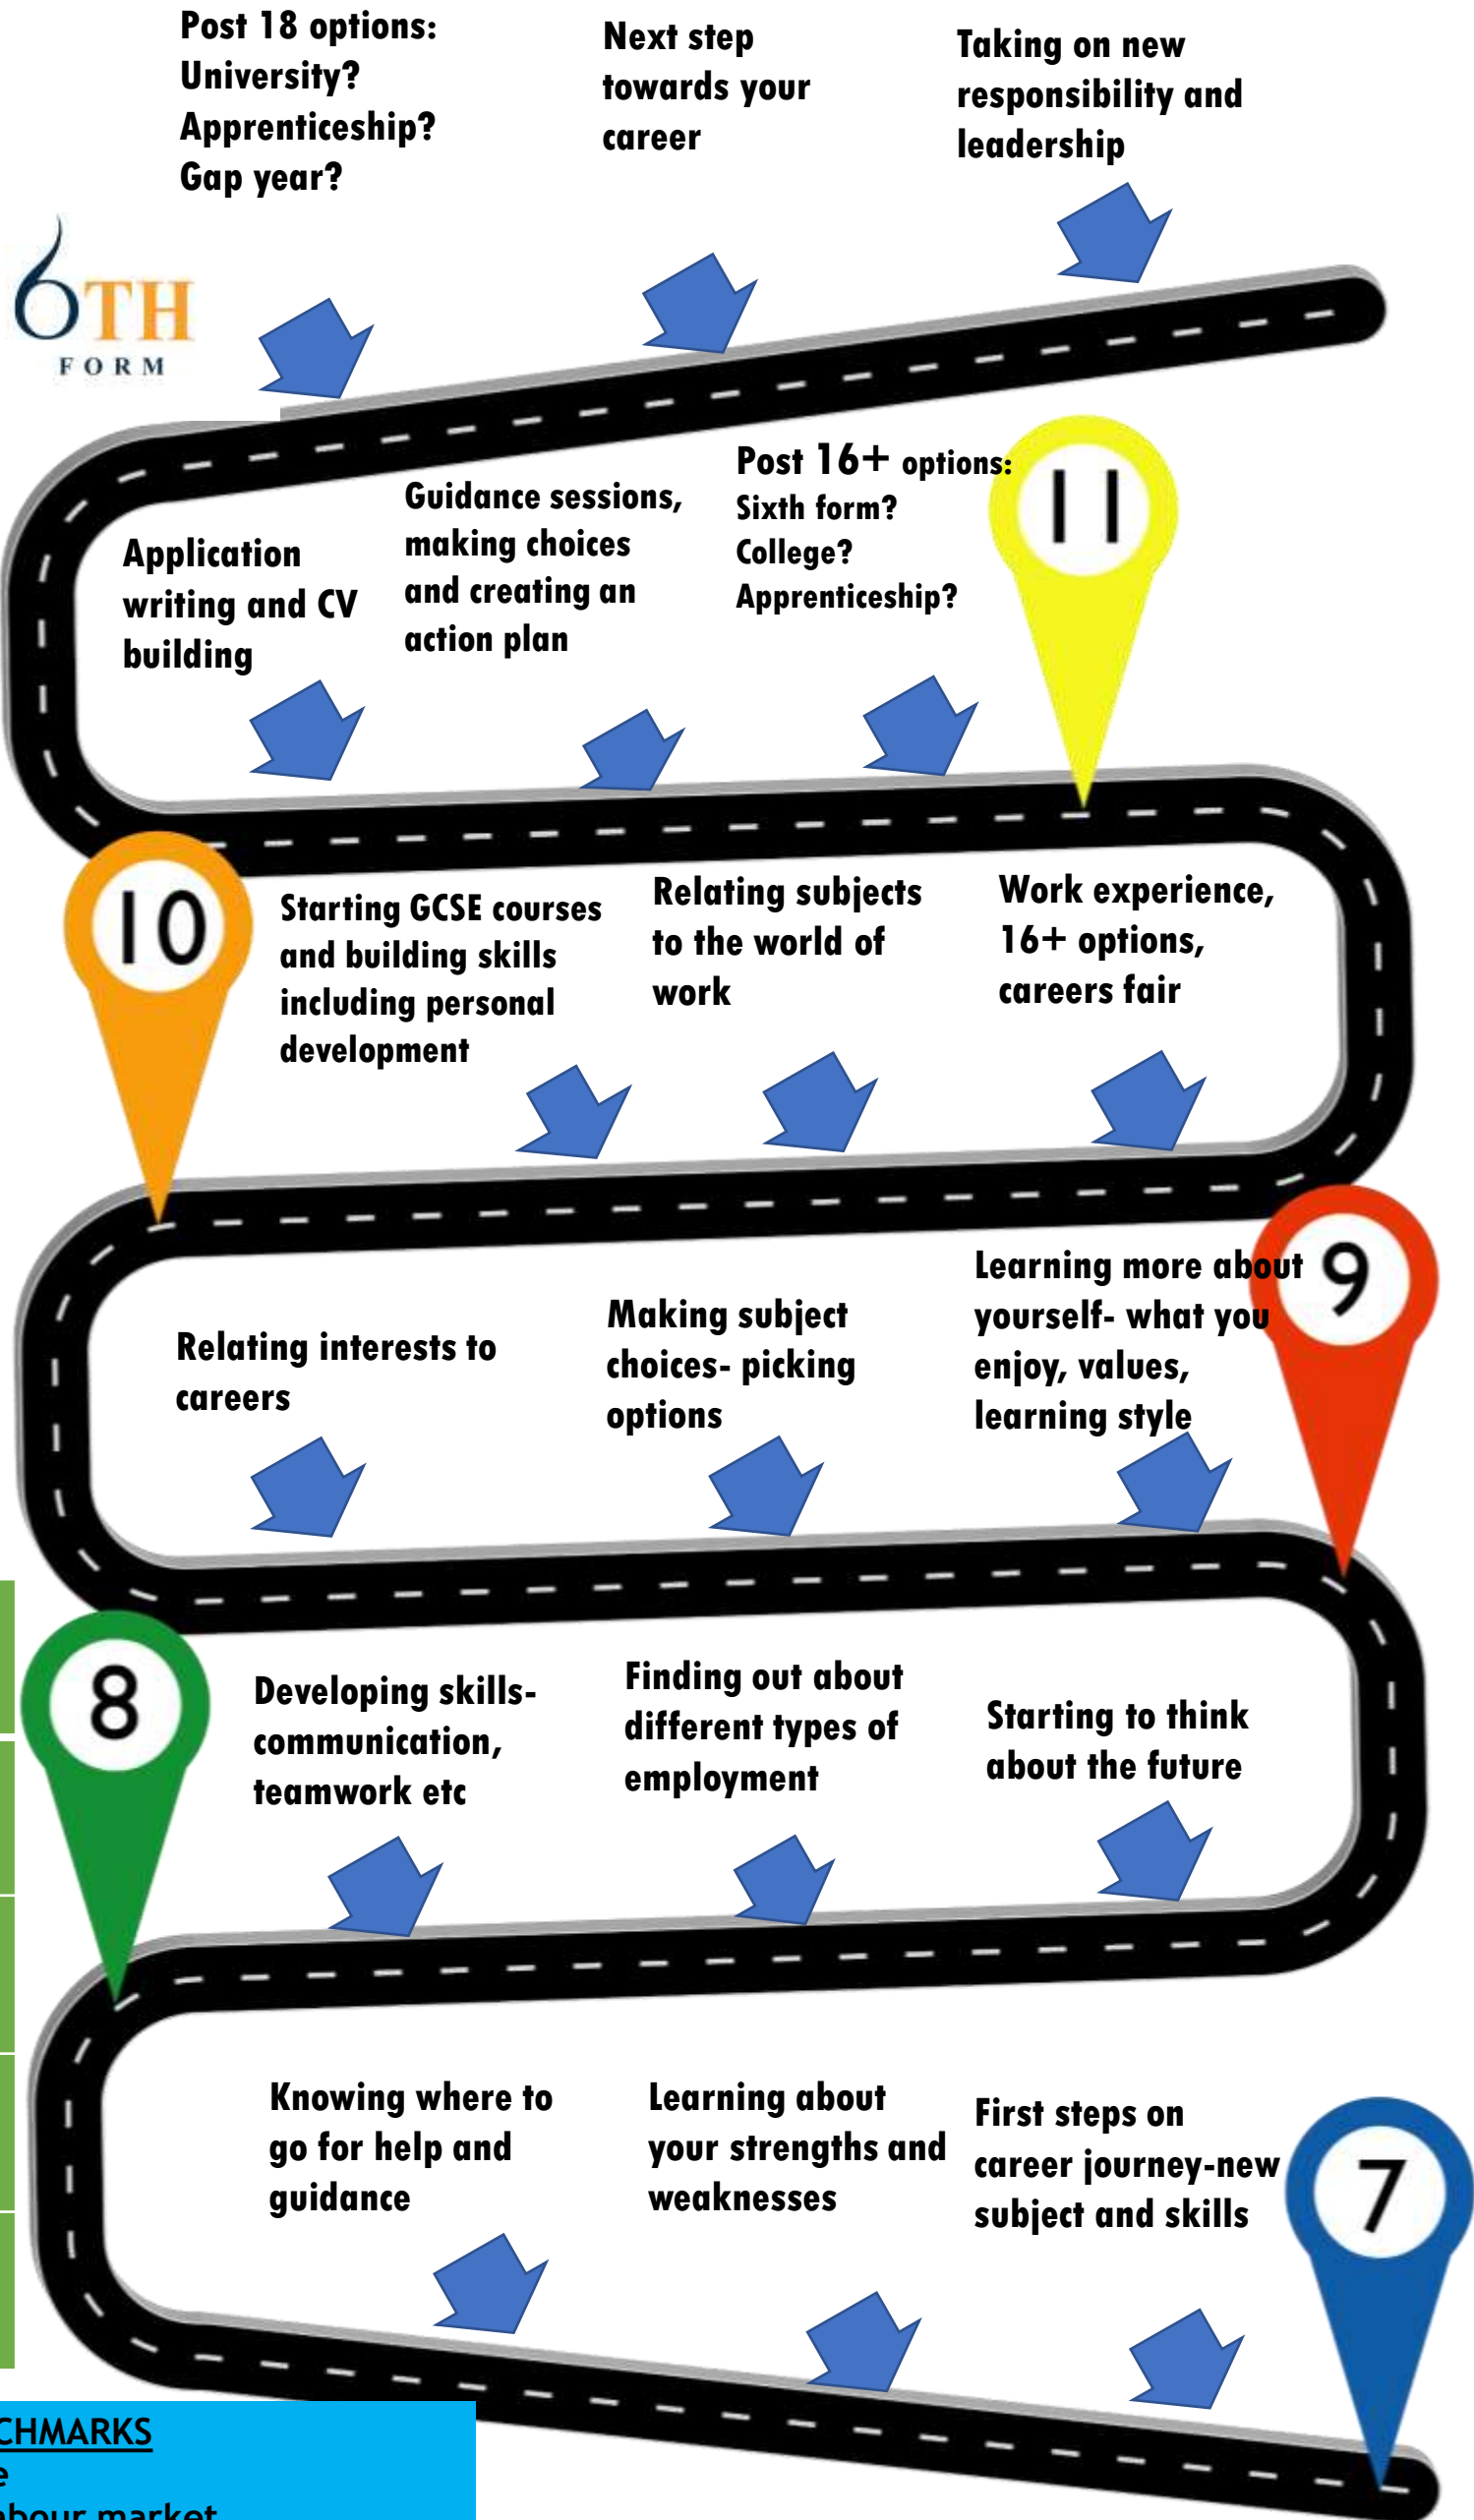 Post 18 options:
University?
Apprenticeship?
Gap year?
Next step
towards your
career
Taking on new
responsibility and
leadership
6TH
FORM
Application
writing and CV
building
Guidance sessions,
making choices
and creating an
action plan
Post 16+ options:
Sixth form?
College?
Apprenticeship?
11
10
Starting GCSE courses
and building skills
including personal
development
Relating subjects
to the world of
work
Work experience,
16+ options,
careers fair
Relating interests to
careers
Making subject
choices- picking
options
Learning more about
yourself- what you
enjoy, values,
learning style
9
8
Developing skills-
communication,
teamwork etc
Finding out about
different types of
employment
Starting to think
about the future
Knowing where to
go for help and
guidance
Learning about
your strengths and
weaknesses
First steps on
career journey-new
subject and skills
7
CHMARKS
e
market